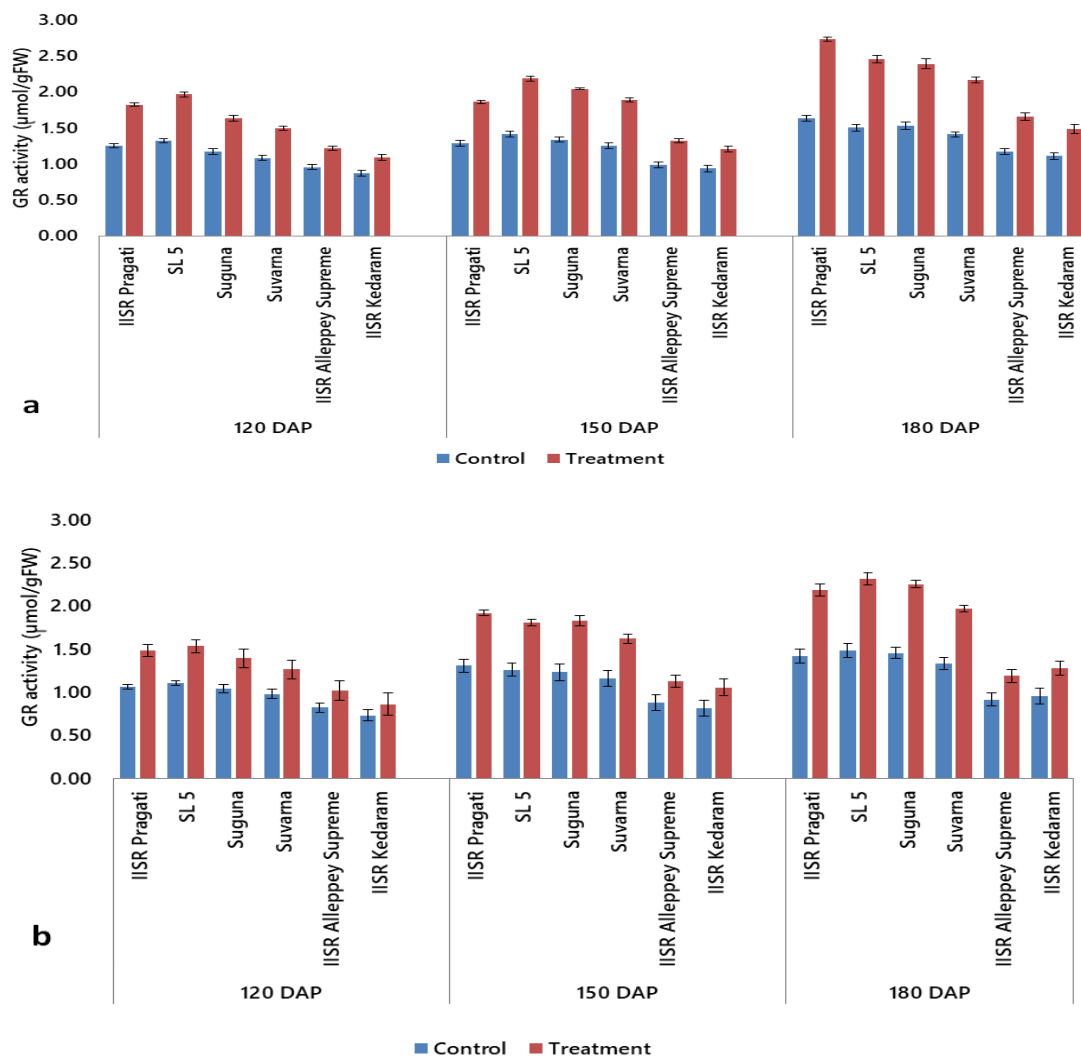 3.00
2.50
2.00
1.50
1.00
0.50
0.00
GR activity (µmol/gFW)
IISR Pragati
SL 5
Suguna
Suvarna
IISR Alleppey Supreme
IISR Kedaram
IISR Pragati
SL 5
Suguna
Suvarna
IISR Alleppey Supreme
IISR Kedaram
IISR Pragati
SL 5
Suguna
Suvarna
IISR Alleppey Supreme
IISR Kedaram
a
120 DAP 150 DAP 180 DAP
Control Treatment
3.00
2.50
2.00
1.50
1.00
0.50
0.00
GR activity (µmol/gFW)
IISR Pragati
SL 5
Suguna
Suvarna
IISR Alleppey Supreme
IISR Kedaram
IISR Pragati
SL 5
Suguna
Suvarna
IISR Alleppey Supreme
IISR Kedaram
IISR Pragati
SL 5
Suguna
Suvarna
IISR Alleppey Supreme
IISR Kedaram
b
120 DAP 150 DAP 180 DAP
Control Treatment